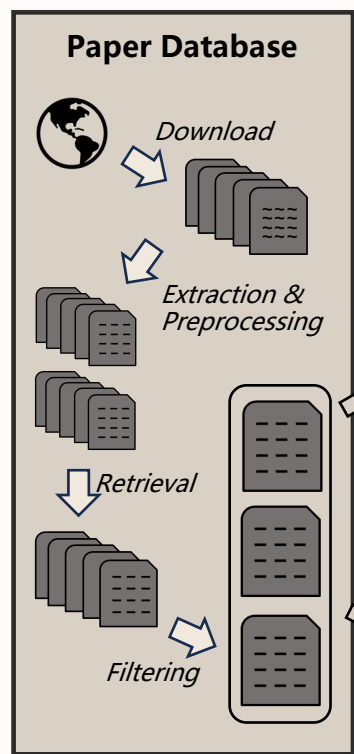 Paper Database
Download
Extraction &
Preprocessing
Retrieval
Filtering